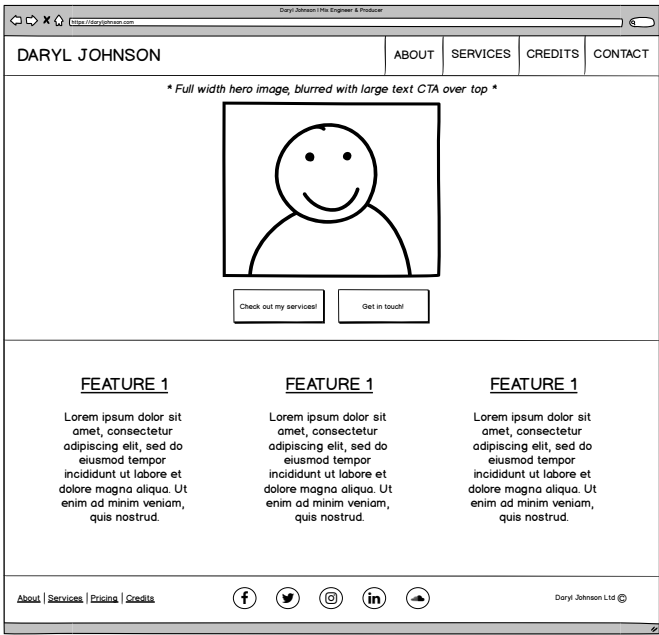 Daryl Johnson | Mix Engineer & Producer
https://darylljohnson.com
DARYL JOHNSON
ABOUT
SERVICES
CREDITS
CONTACT
* Full width hero image, blurred with large text CTA over top *
Check out my services!
Get in touch!
FEATURE 1
Lorem ipsum dolor sit
amet, consectetur
adipiscing elit, sed do
eiusmod tempor
incididunt ut labore et
dolore magna aliqua. Ut
enim ad minim veniam,
quis nostrud.
FEATURE 1
Lorem ipsum dolor sit
amet, consectetur
adipiscing elit, sed do
eiusmod tempor
incididunt ut labore et
dolore magna aliqua. Ut
enim ad minim veniam,
quis nostrud.
FEATURE 1
Lorem ipsum dolor sit
amet, consectetur
adipiscing elit, sed do
eiusmod tempor
incididunt ut labore et
dolore magna aliqua. Ut
enim ad minim veniam,
quis nostrud.
About | Services | Pricing | Credits
Daryl Johnson Ltd ©